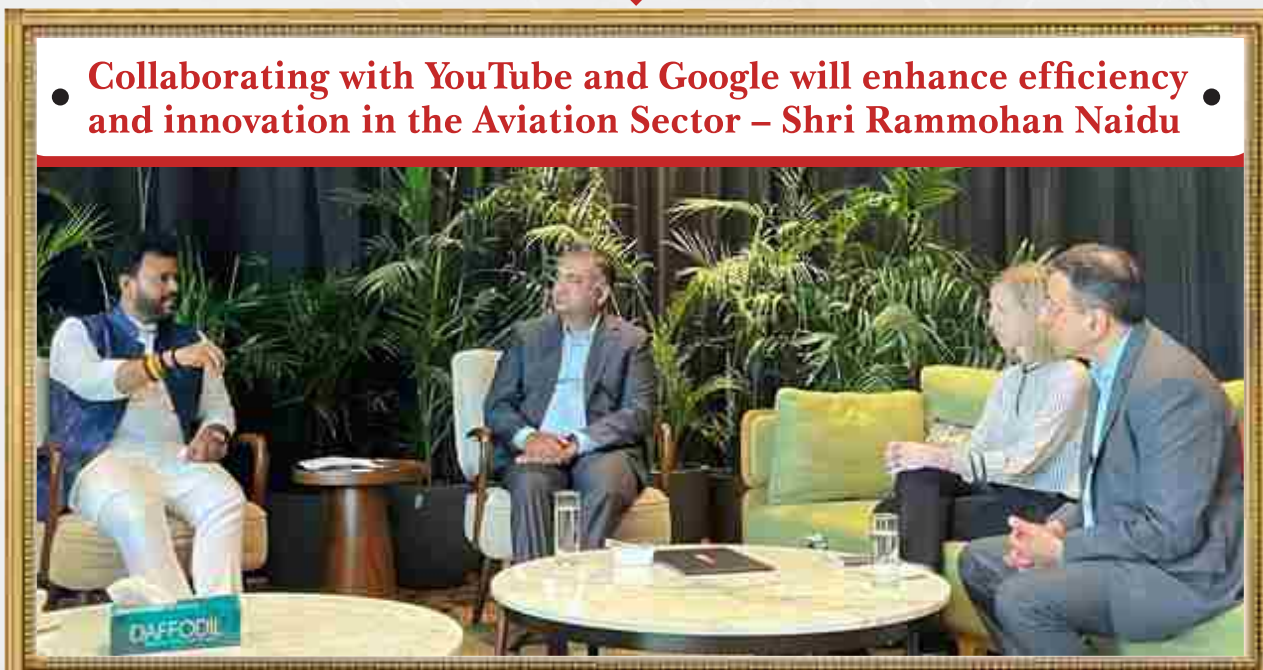 Collaborating with YouTube and Google will enhance efficiency
and innovation in the Aviation Sector – Shri Rammohan Naidu
DAFFODIL